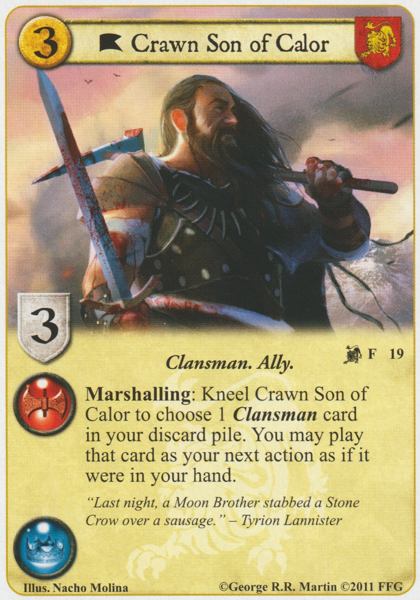 3 Crawn Son of Calor
3
Clansman. Ally.
F 19
Marshalling: Kneel Crawn Son of
Calor to choose 1 Clansman card
in your discard pile. You may play
that card as your next action as if it
were in your hand.
“Last night, a Moon Brother stabbed a Stone
Crow over a sausage.” – Tyrion Lannister
Illus. Nacho Molina
©George R.R. Martin ©2011 FFG